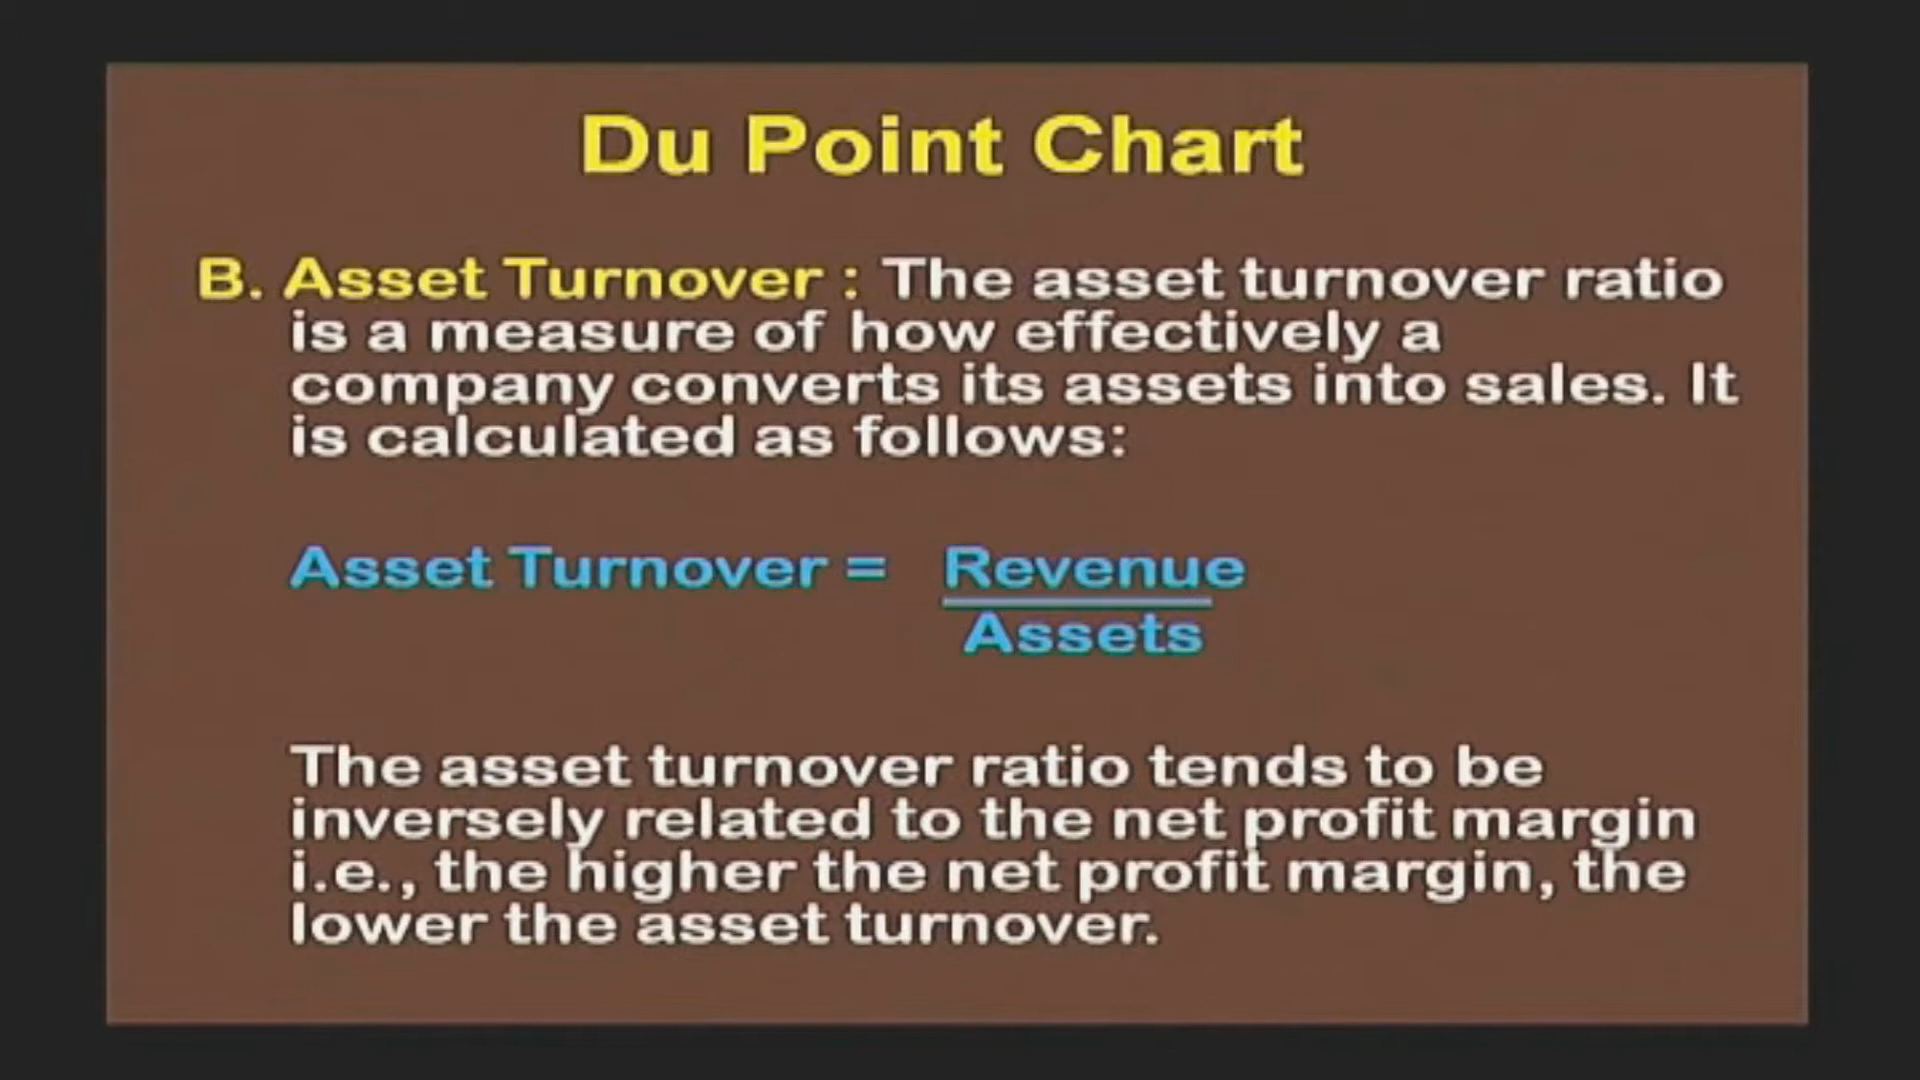 Du Point Chart
B. Asset Turnover : The asset turnover ratio
is a measure of how effectively a
company converts its assets into sales. It
is calculated as follows:
Asset Turnover = Revenue
Assets
The asset turnover ratio tends to be
inversely related to the net profit margin
i.e., the higher the net profit margin, the
lower the asset turnover.